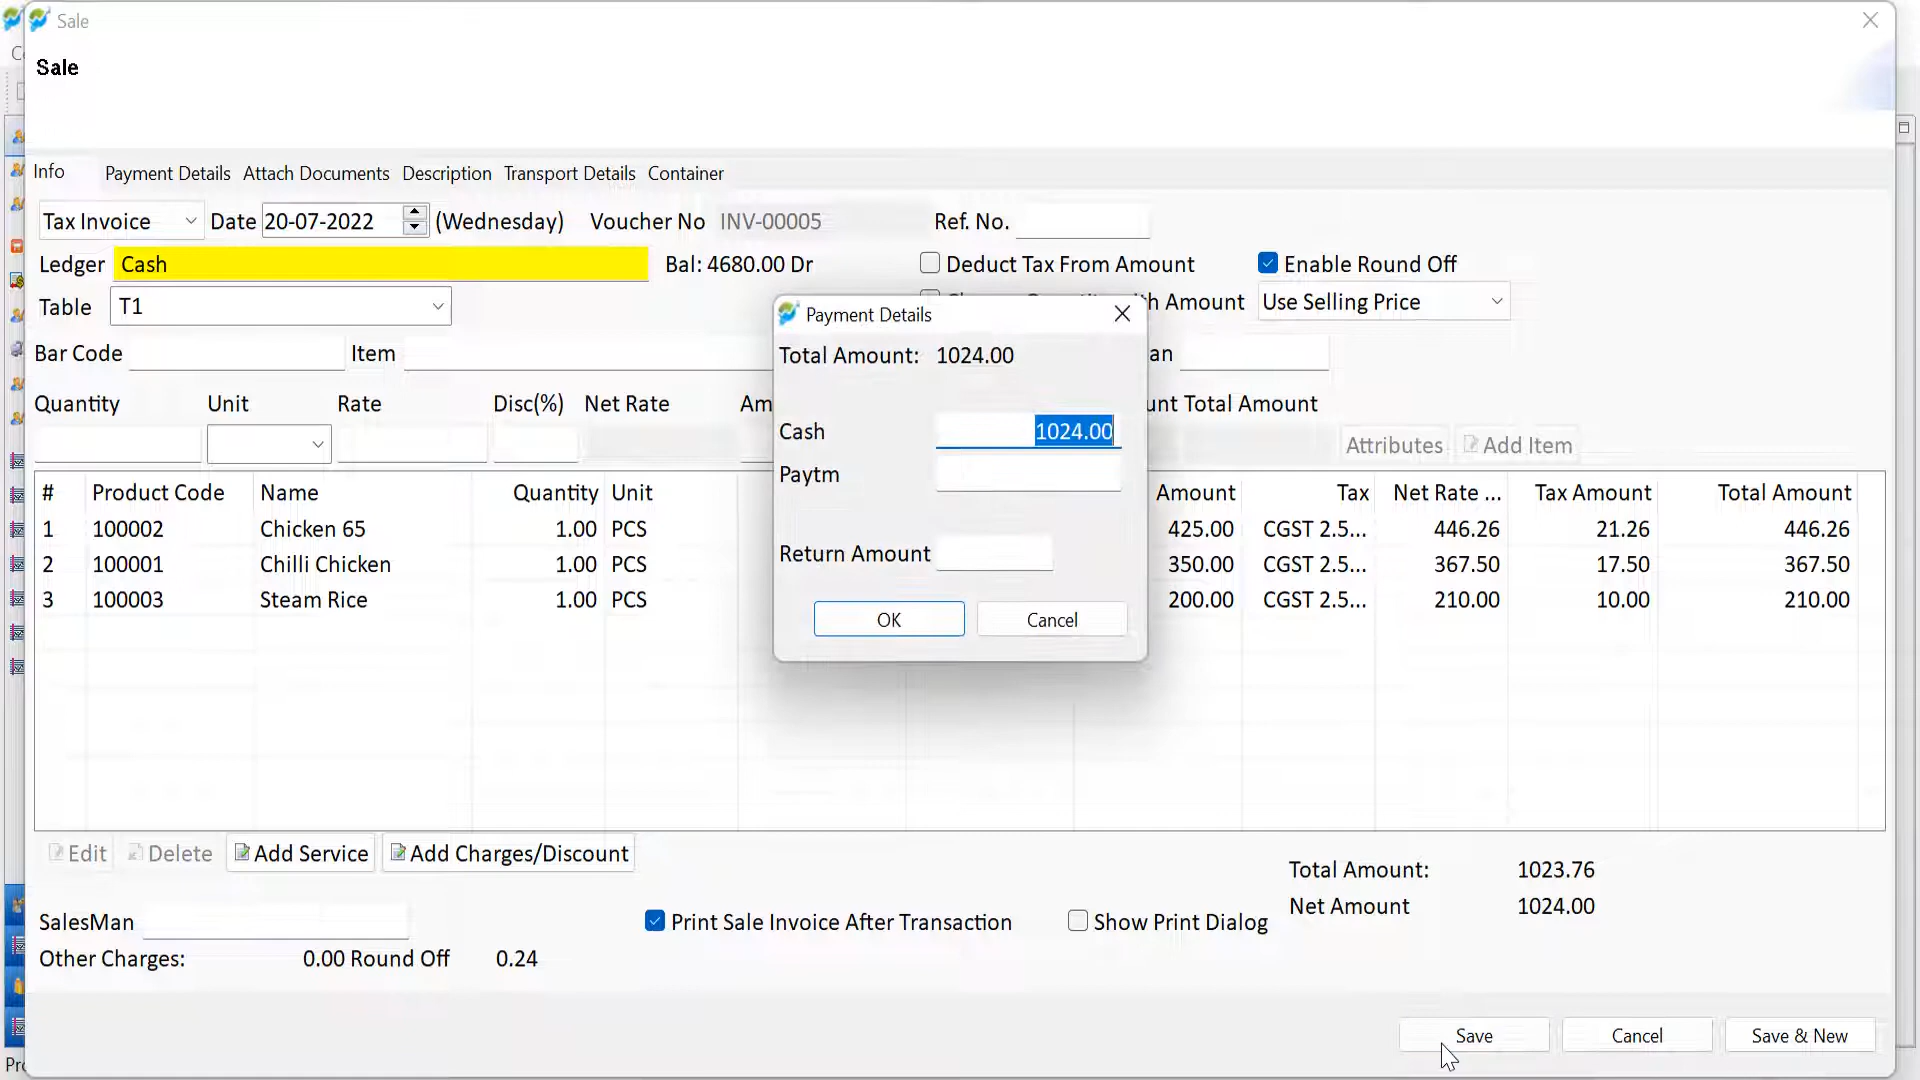 Sale
Sale
Info Payment Details Attach Documents Description Transport Details Container
Tax Invoice Date 20-07-2022 (Wednesday) Voucher No INV-00005 Ref. No.
Ledger Cash Bal: 4680.00 Dr Deduct Tax From Amount Enable Round Off
Table T1 Amount Use Selling Price
Bar Code Item
Quantity Unit Rate Disc(%) Net Rate Total Amount
Attributes Add Item
# Product Code Name Quantity Unit Amount Tax Net Rate ... Tax Amount Total Amount
1 100002 Chicken 65 1.00 PCS 425.00 CGST 2.5... 446.26 21.26 446.26
2 100001 Chilli Chicken 1.00 PCS 350.00 CGST 2.5... 367.50 17.50 367.50
3 100003 Steam Rice 1.00 PCS 200.00 CGST 2.5... 210.00 10.00 210.00
Payment Details
Total Amount: 1024.00
Cash 1024.00
Paytm
Return Amount
OK Cancel
Edit Delete Add Service Add Charges/Discount
Total Amount: 1023.76
Net Amount 1024.00
SalesMan Print Sale Invoice After Transaction Show Print Dialog
Other Charges: 0.00 Round Off 0.24
Save Cancel Save & New